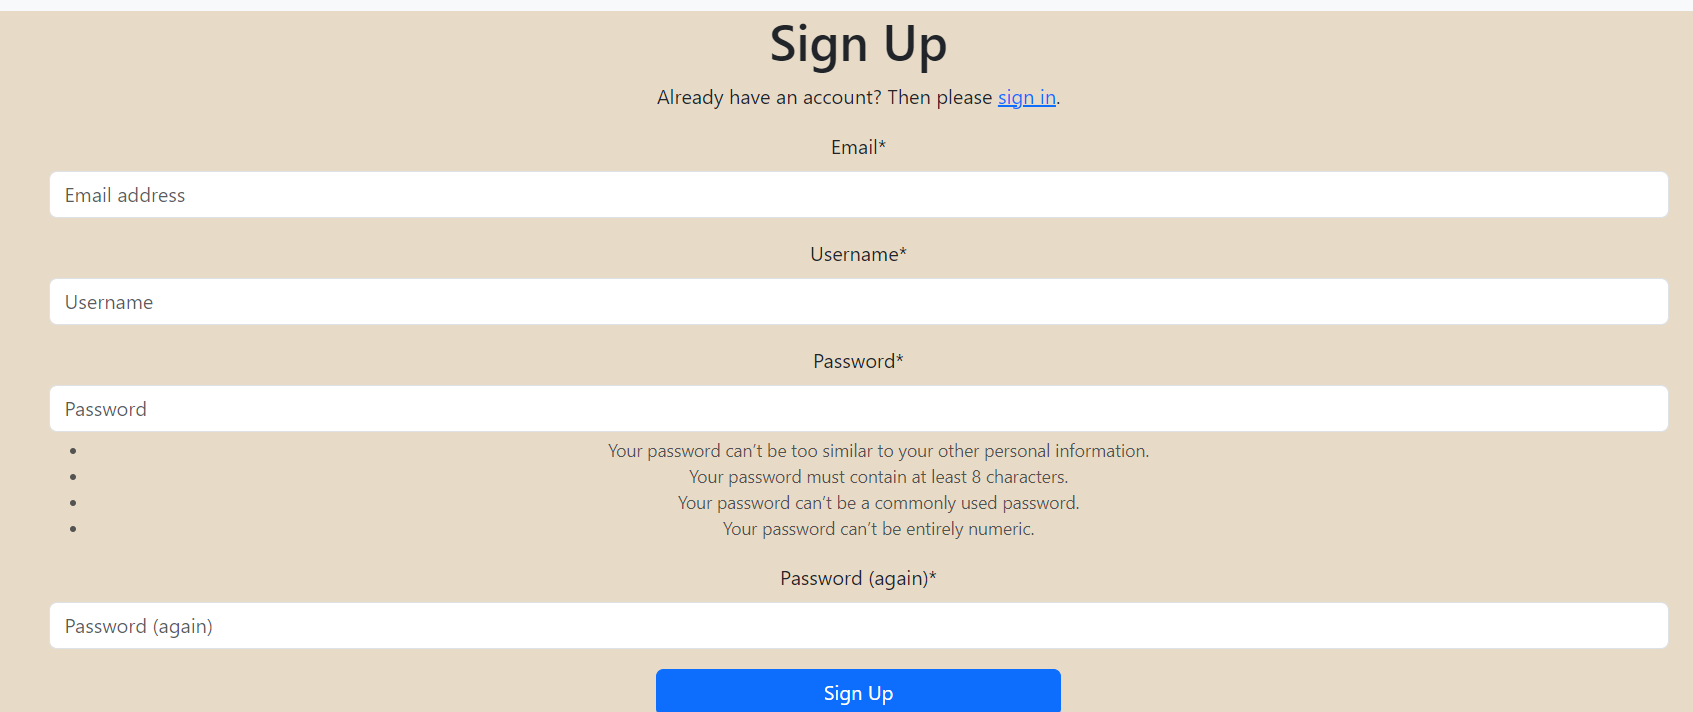 Sign Up
Already have an account? Then please sign in.
Email*
Email address
Username*
Username
Password*
Password
• Your password can’t be too similar to your other personal information.
• Your password must contain at least 8 characters.
• Your password can’t be a commonly used password.
• Your password can’t be entirely numeric.
Password (again)*
Password (again)
Sign Up